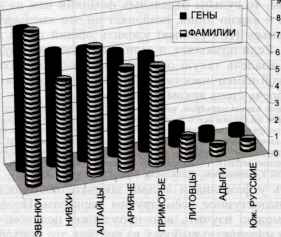 ГЕНЫ
ФАМИЛИИ
9
8
7
6
5
4
3
2
1
0
ЭВЕНКИ
НИВХИ
АЛТАЙЦЫ
АРМЯНЕ
ПРИМОРЬЕ
ЛИТОВЦЫ
АДЫГИ
Юж. РУССКИЕ